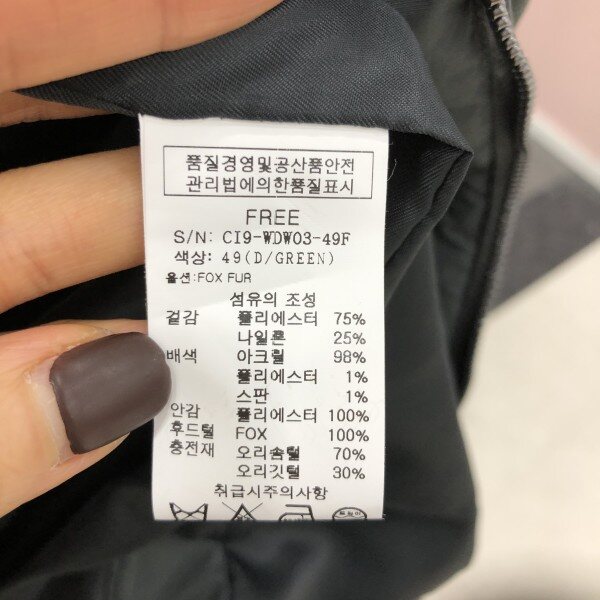 품질경영및공산품안전
관리법에의한품질표시
FREE
S/N: CI9-WDW03-49F
색상: 49(D/GREEN)
옵션:FOX FUR
섬유의 조성
겉감 폴리에스터 75%
나일론 25%
배색 아크릴 98%
폴리에스터 1%
스판 1%
안감 폴리에스터 100%
후드털 FOX 100%
충전재 오리솜털 70%
오리깃털 30%
취급시주의사항
드라이